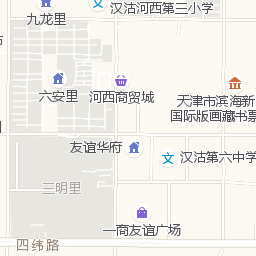 汉沽河西第三小学
九龙里
六安里
河西商贸城
天津市滨海新
国际版画藏书票
友谊华府
汉沽第六中学
三明里
一商友谊广场
四纬路